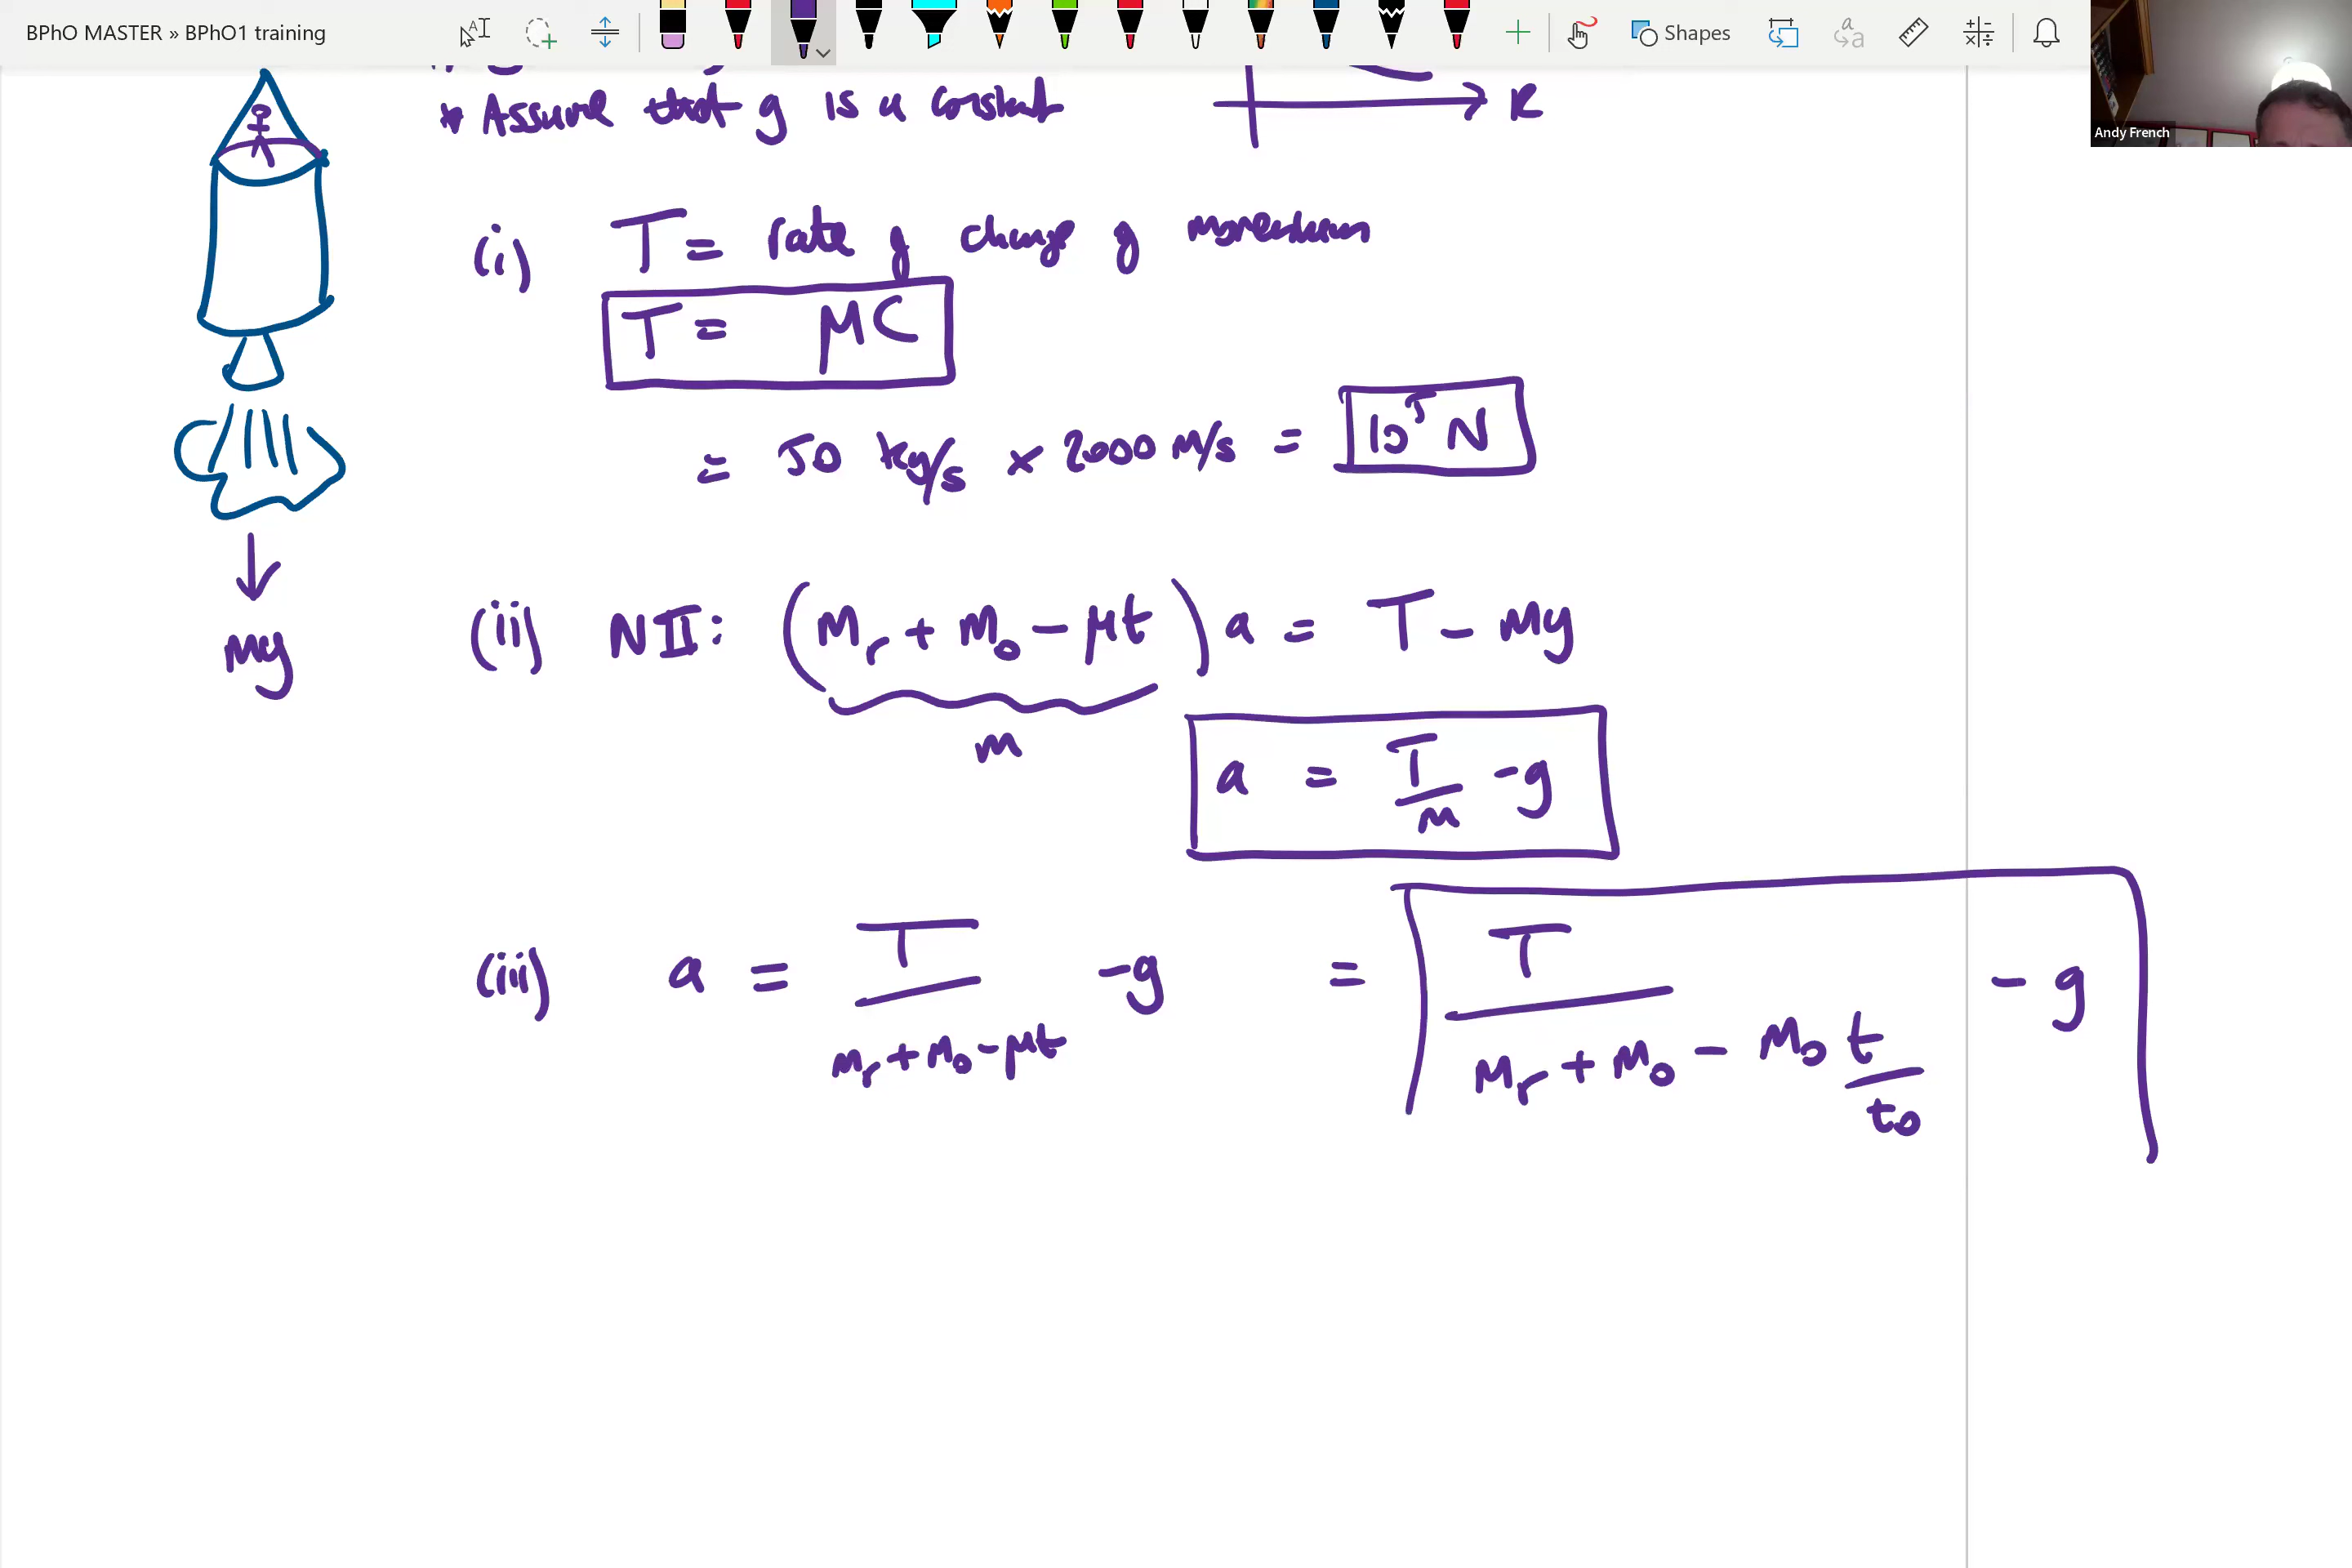 BPhO MASTER » BPhO1 training
Shapes
Andy French
* Assume that g is a constant
R
(i) T = rate of change of momentum
T = μC
= 50 kg/s × 2000 m/s = 10⁵ N
mg
(ii) NII: (mᵣ + m₀ − μt) a = T − mg
m
a = T/m − g
(iii) a = T/(mᵣ + m₀ − μt) − g = T/(mᵣ + m₀ − m₀ t/t₀) − g